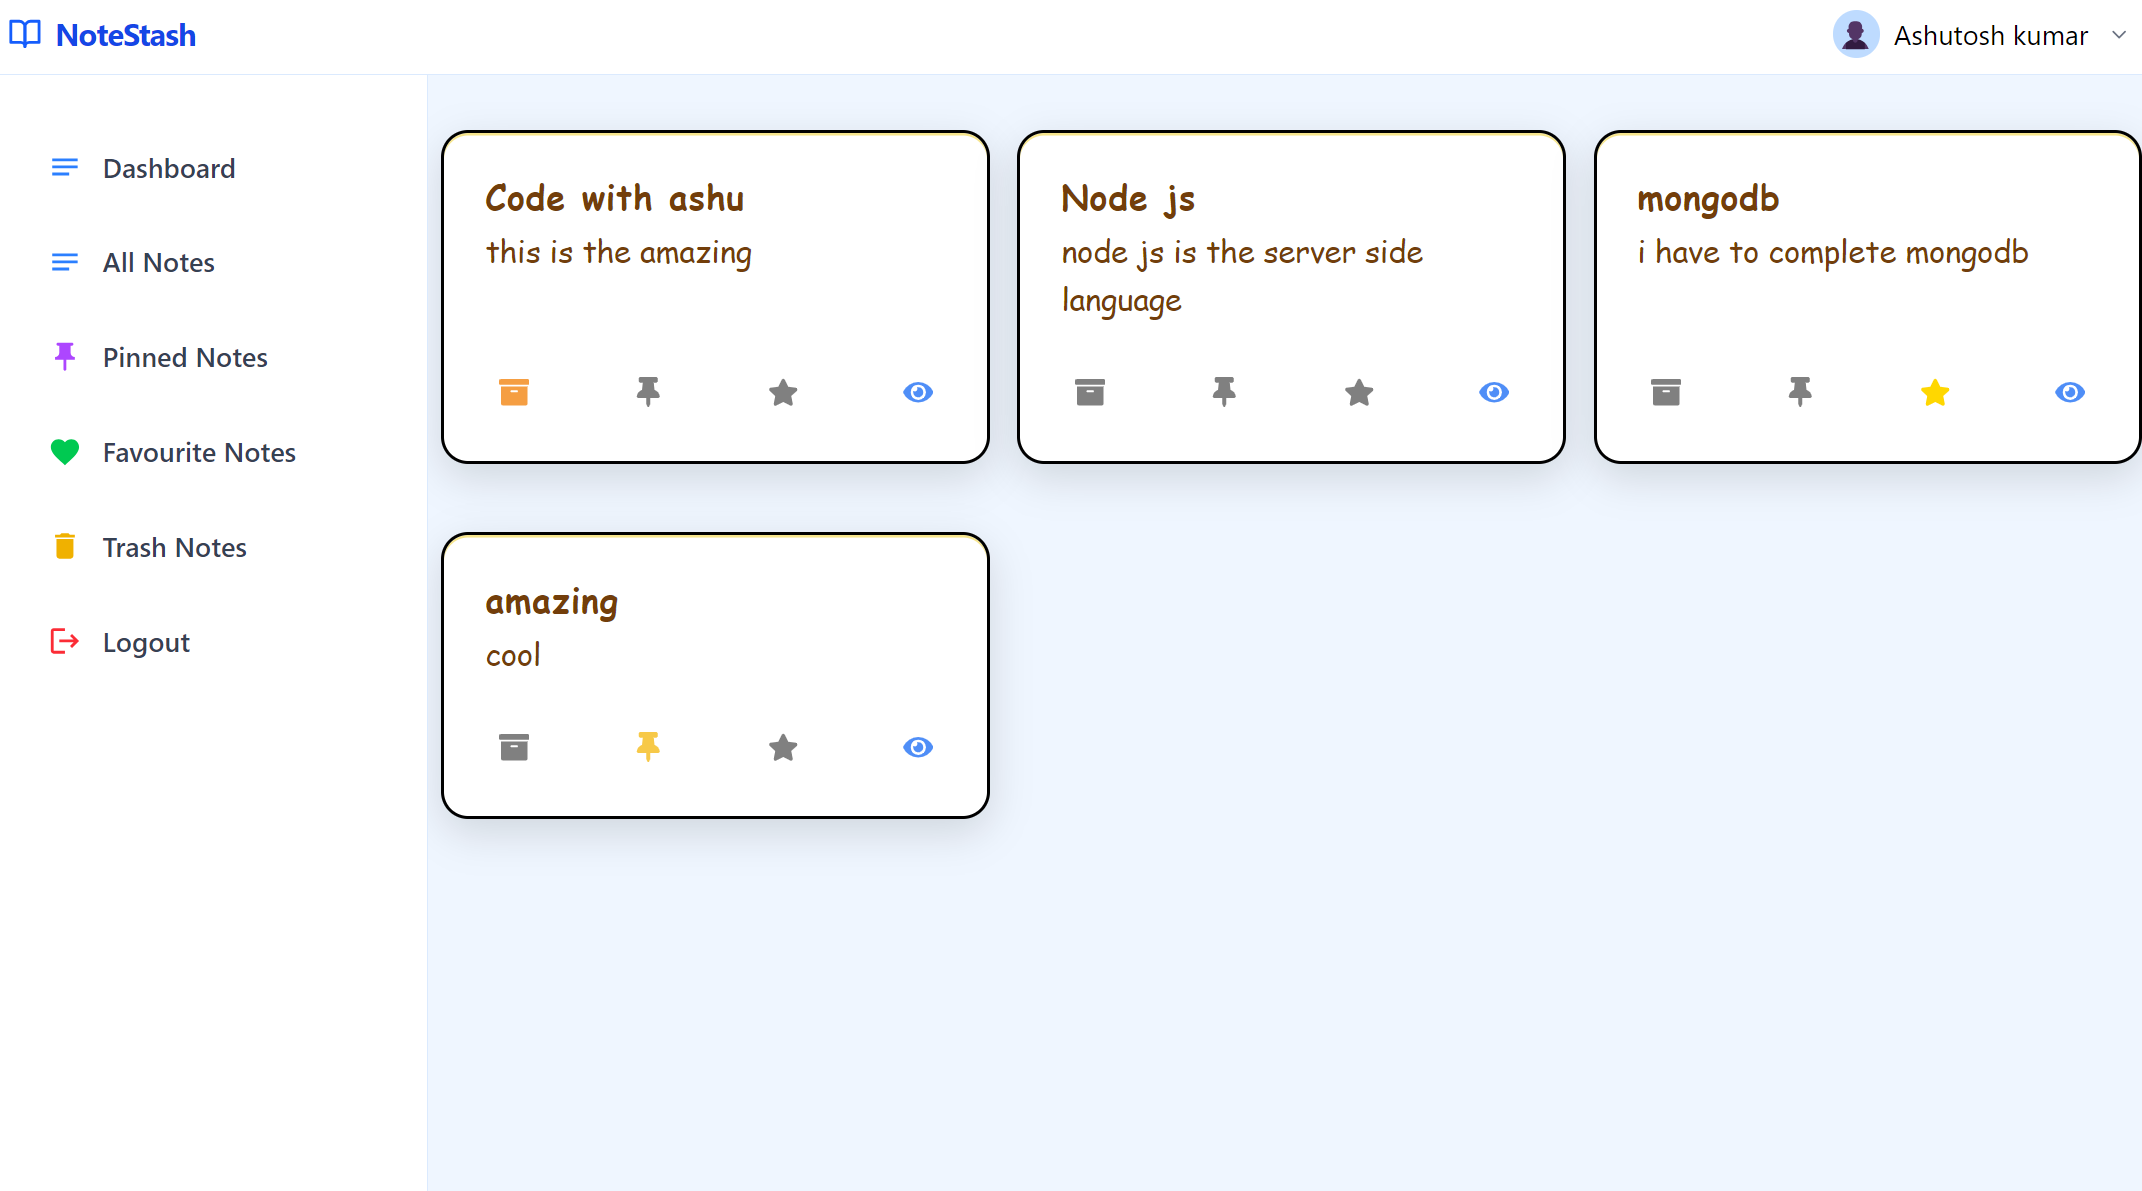 NoteStash
Ashutosh kumar
Dashboard
All Notes
Pinned Notes
Favourite Notes
Trash Notes
Logout
Code with ashu
this is the amazing
Node js
node js is the server side
language
mongodb
i have to complete mongodb
amazing
cool